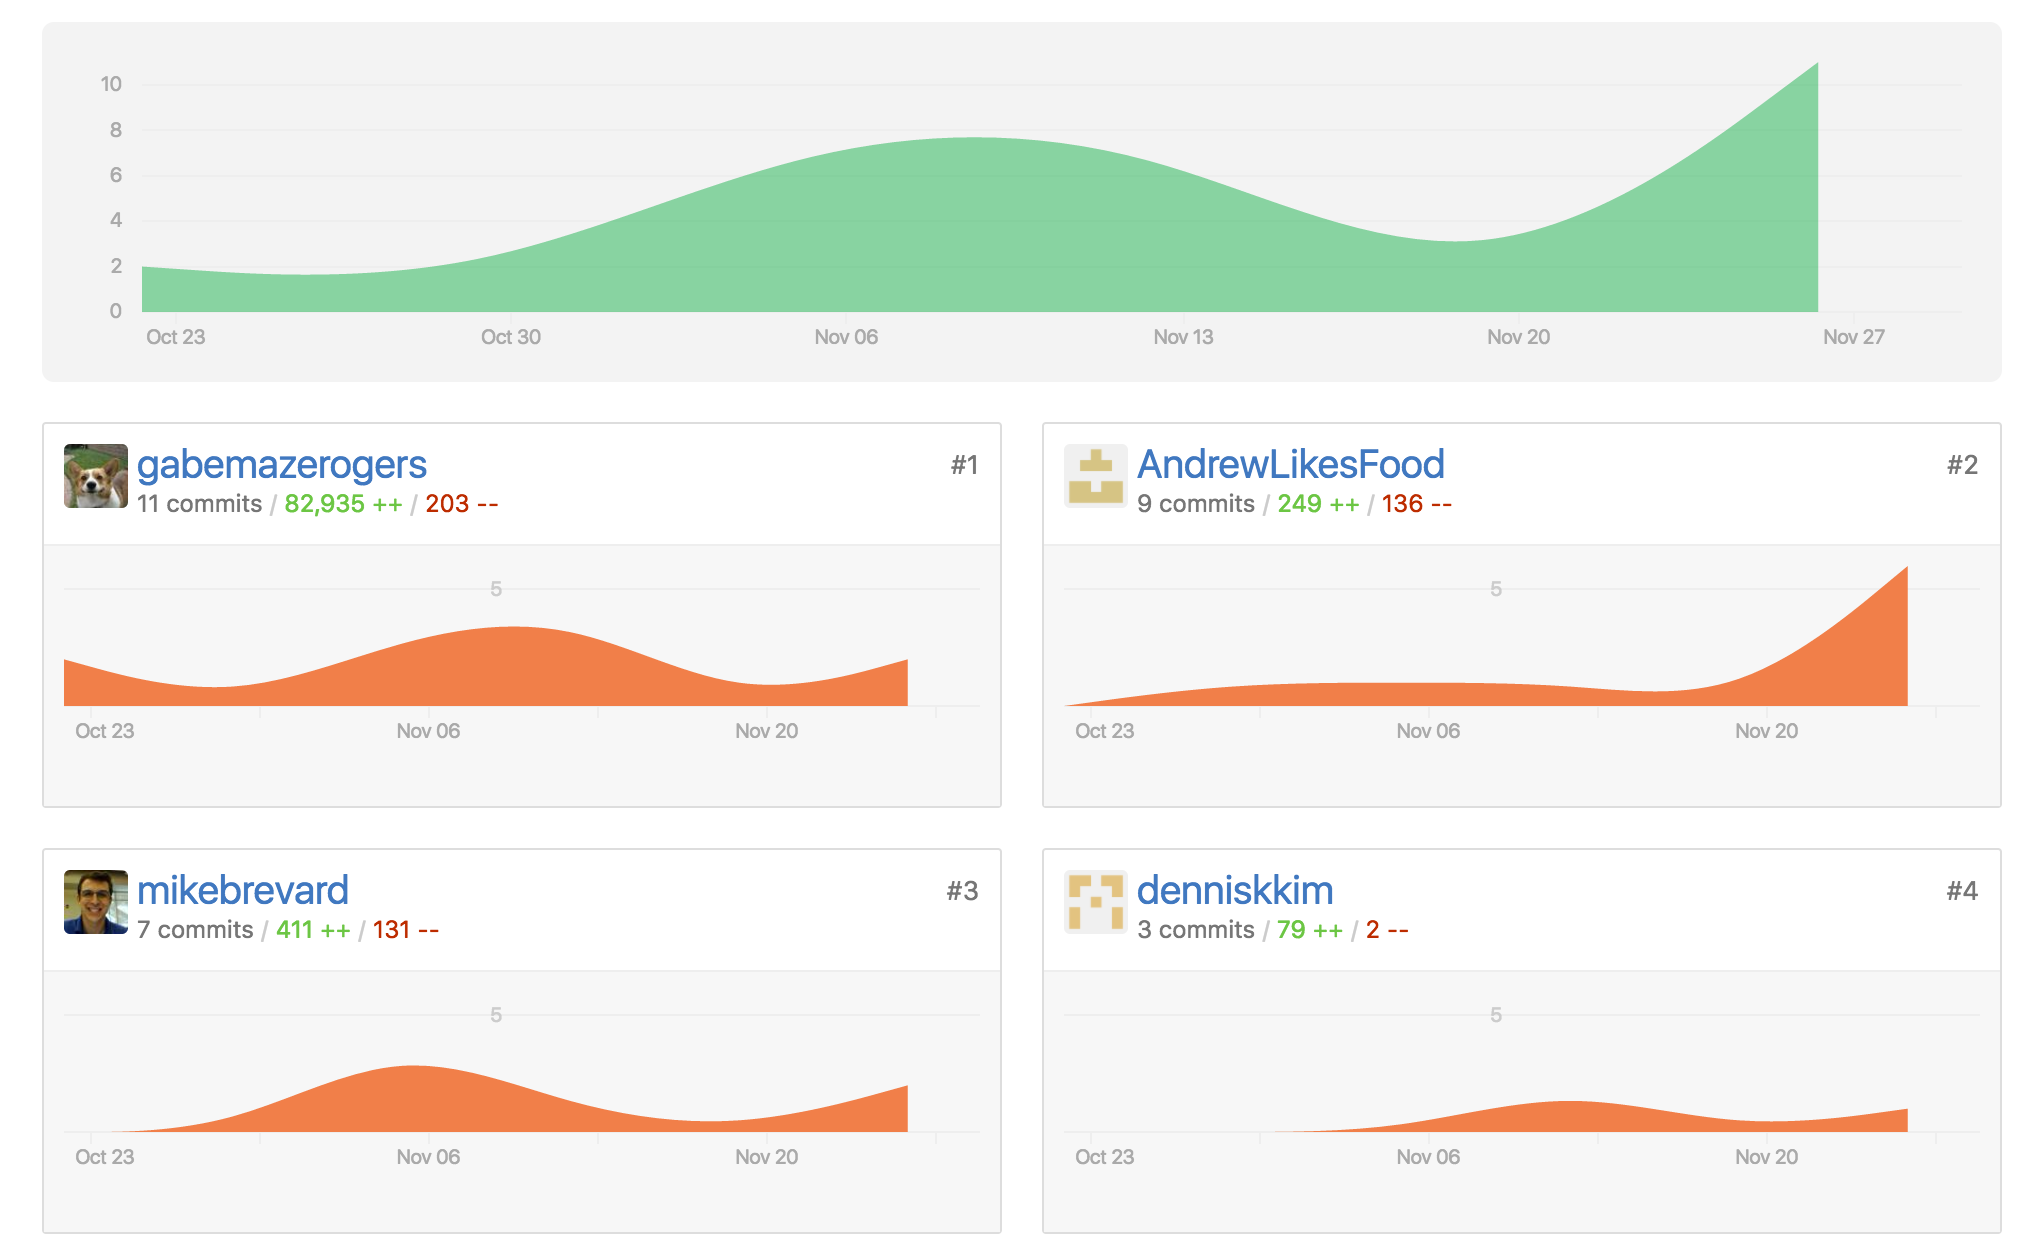 10
8
6
4
2
0
Oct 23 Oct 30 Nov 06 Nov 13 Nov 20 Nov 27
gabemazerogers #1
11 commits / 82,935 ++ / 203 --
5
Oct 23 Nov 06 Nov 20
AndrewLikesFood #2
9 commits / 249 ++ / 136 --
5
Oct 23 Nov 06 Nov 20
mikebrevard #3
7 commits / 411 ++ / 131 --
5
Oct 23 Nov 06 Nov 20
denniskkim #4
3 commits / 79 ++ / 2 --
5
Oct 23 Nov 06 Nov 20